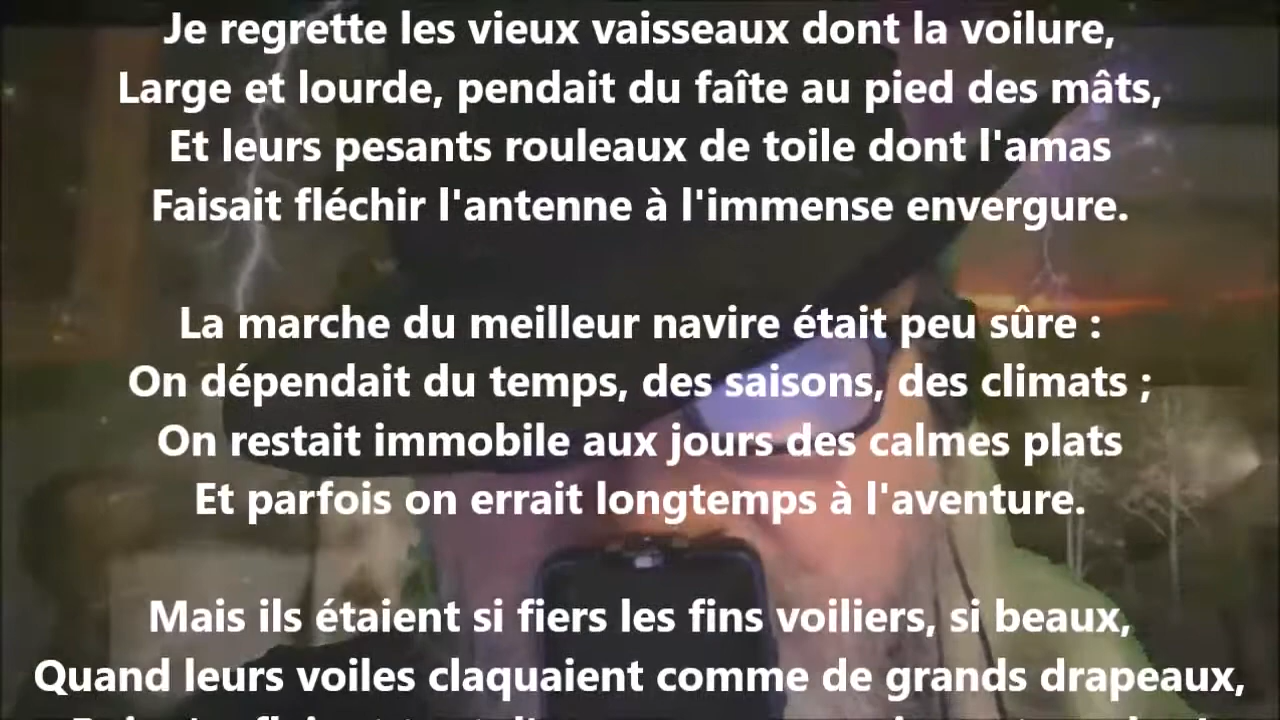 Je regrette les vieux vaisseaux dont la voilure,
Large et lourde, pendait du faîte au pied des mâts,
Et leurs pesants rouleaux de toile dont l'amas
Faisait fléchir l'antenne à l'immense envergure.
La marche du meilleur navire était peu sûre :
On dépendait du temps, des saisons, des climats ;
On restait immobile aux jours des calmes plats
Et parfois on errait longtemps à l'aventure.
Mais ils étaient si fiers les fins voiliers, si beaux,
Quand leurs voiles claquaient comme de grands drapeaux,